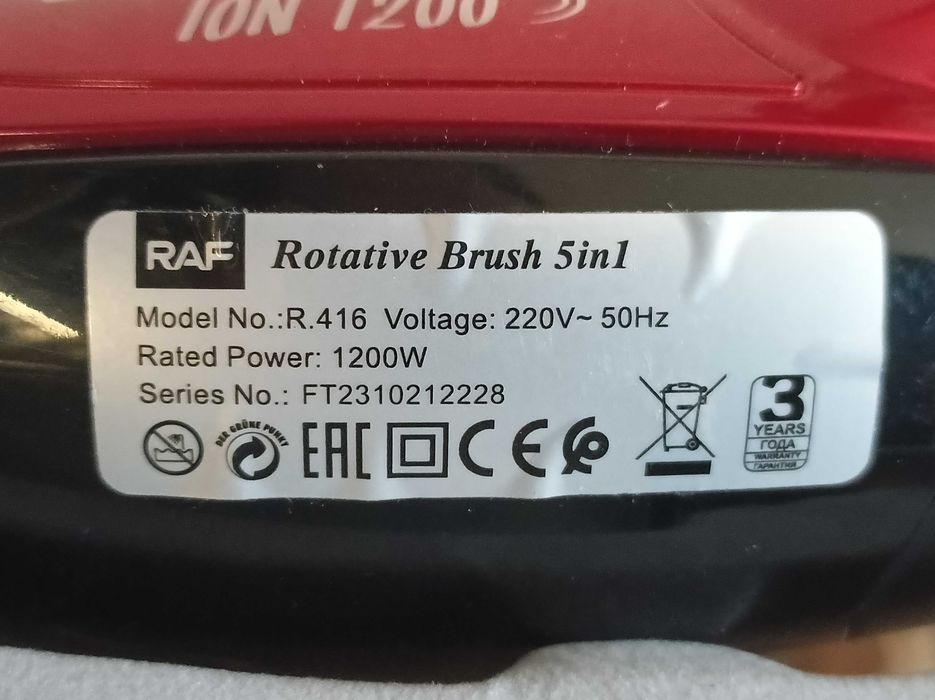 ION 1200
RAF Rotative Brush 5in1
Model No.:R.416 Voltage: 220V~ 50Hz
Rated Power: 1200W
Series No.: FT2310212228
DER GRÜNE PUNKT
EAC CE
3
YEARS
ГОДА
WARRANTY
ГАРАНТИЯ